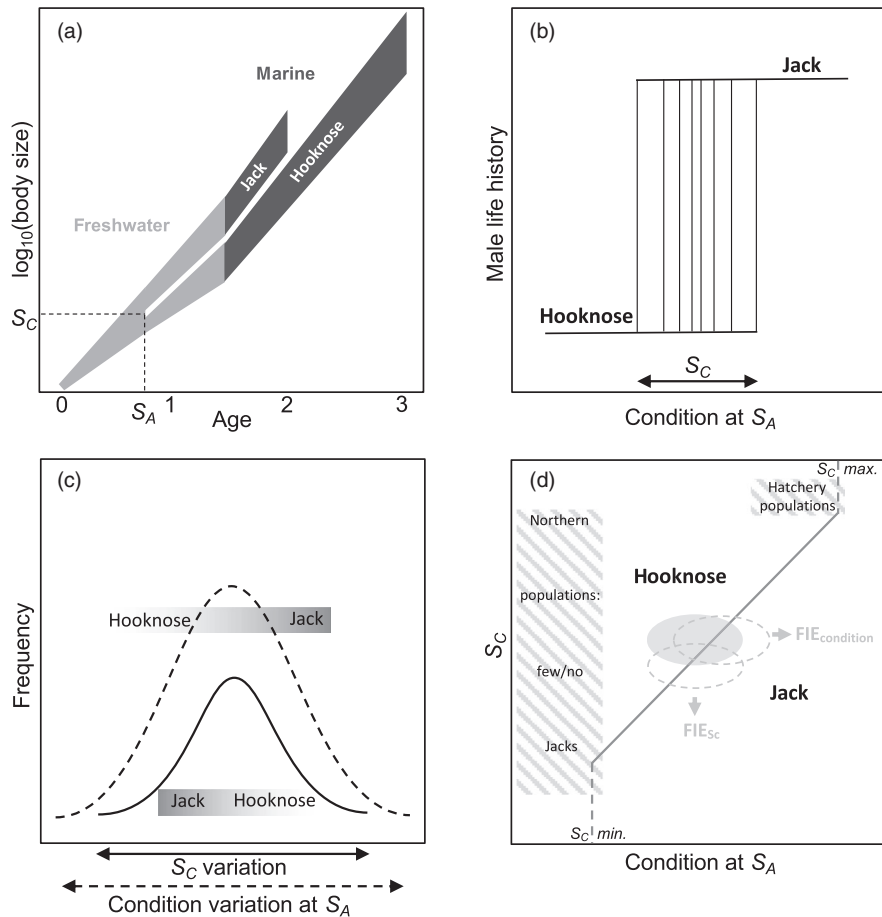 (a)
Marine
Jack
Hooknose
Freshwater
log10(body size)
SC
0
SA
1
2
3
Age
(b)
Jack
Male life history
Hooknose
SC
Condition at SA
(c)
Hooknose
Jack
Frequency
Jack
Hooknose
SC variation
Condition variation at SA
(d)
SC max.
Hatchery
populations
Northern
Hooknose
populations:
SC
FIEcondition
few/no
Jack
FIESc
Jacks
SC min.
Condition at SA